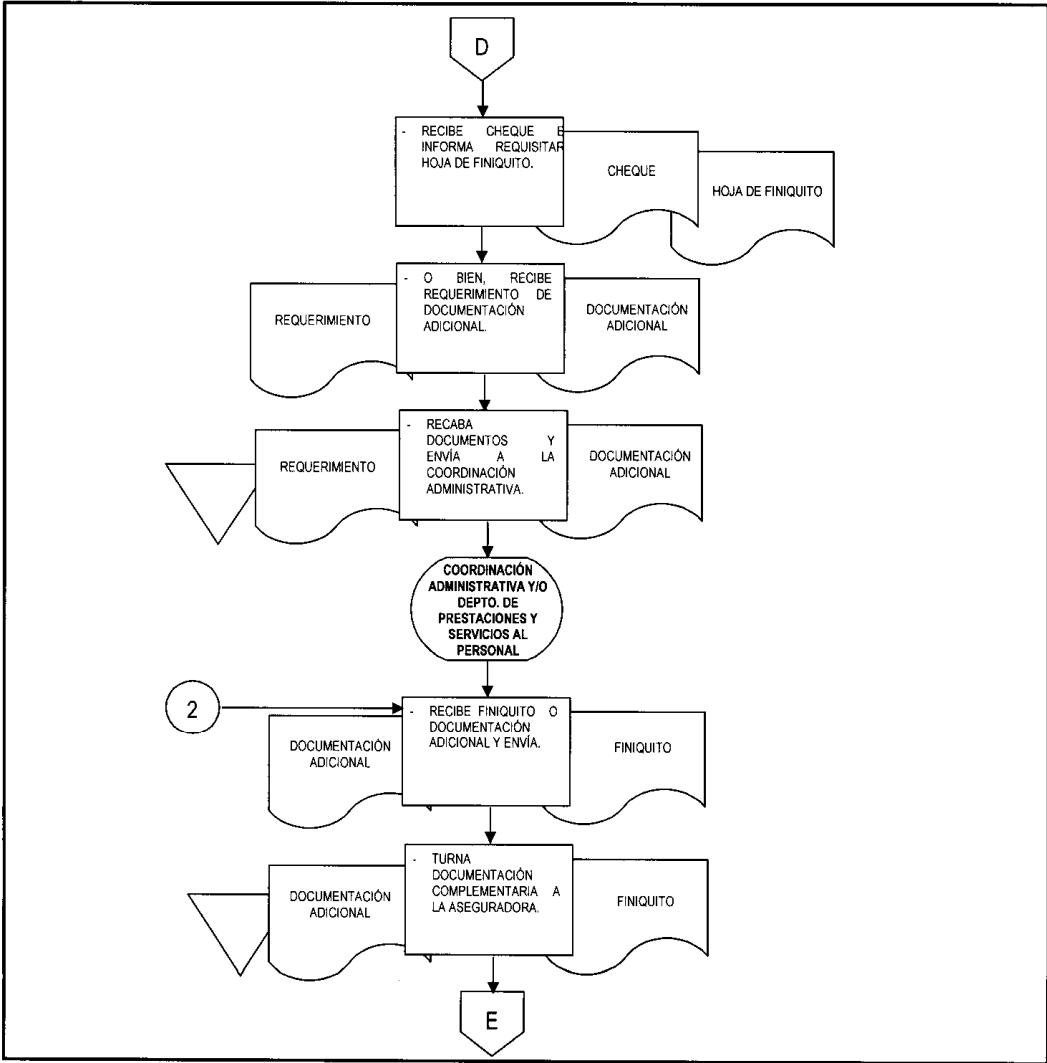 D
- RECIBE CHEQUE E
INFORMA REQUISITAR
HOJA DE FINIQUITO.
CHEQUE
HOJA DE FINIQUITO
- O BIEN, RECIBE
REQUERIMIENTO DE
DOCUMENTACIÓN
ADICIONAL.
REQUERIMIENTO
DOCUMENTACIÓN
ADICIONAL
- RECABA
DOCUMENTOS Y
ENVÍA A LA
COORDINACIÓN
ADMINISTRATIVA.
REQUERIMIENTO
DOCUMENTACIÓN
ADICIONAL
COORDINACIÓN
ADMINISTRATIVA Y/O
DEPTO. DE
PRESTACIONES Y
SERVICIOS AL
PERSONAL
2
- RECIBE FINIQUITO O
DOCUMENTACIÓN
ADICIONAL Y ENVÍA.
DOCUMENTACIÓN
ADICIONAL
FINIQUITO
- TURNA
DOCUMENTACIÓN
COMPLEMENTARIA A
LA ASEGURADORA.
DOCUMENTACIÓN
ADICIONAL
FINIQUITO
E